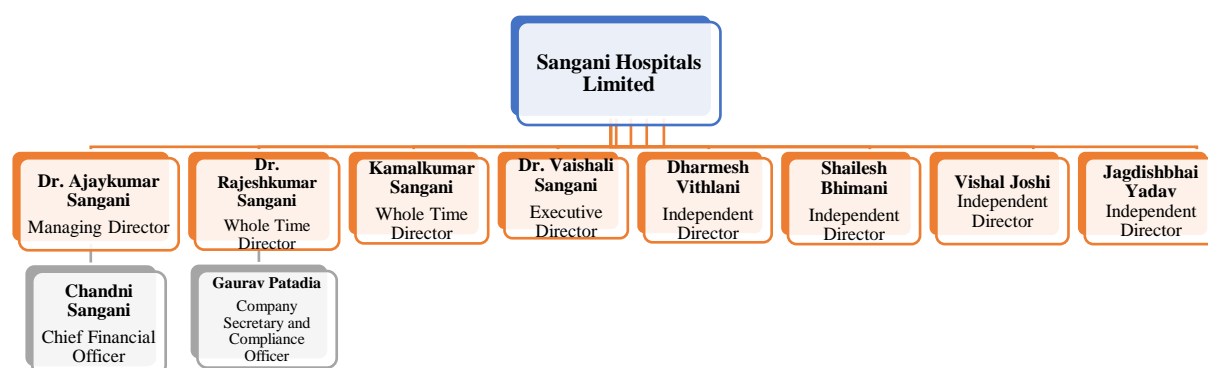 Sangani Hospitals
Limited
Dr. Ajaykumar
Sangani
Managing Director
Dr.
Rajeshkumar
Sangani
Whole Time
Director
Kamalkumar
Sangani
Whole Time
Director
Dr. Vaishali
Sangani
Executive
Director
Dharmesh
Vithlani
Independent
Director
Shailesh
Bhimani
Independent
Director
Vishal Joshi
Independent
Director
Jagdishbhai
Yadav
Independent
Director
Chandni
Sangani
Chief Financial
Officer
Gaurav Patadia
Company
Secretary and
Compliance
Officer